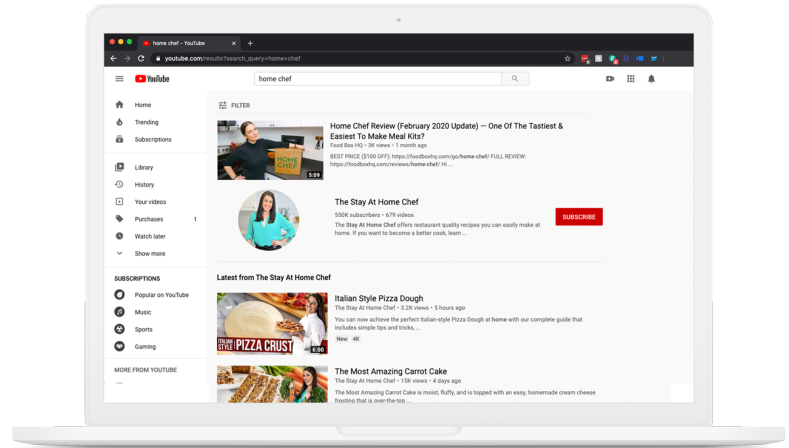 home chef - YouTube
youtube.com/results?search_query=home+chef
YouTube
home chef
Home
Trending
Subscriptions
Library
History
Your videos
Purchases 1
Watch later
Show more
SUBSCRIPTIONS
Popular on YouTube
Music
Sports
Gaming
MORE FROM YOUTUBE
FILTER
HOME
CHEF
5:09
Home Chef Review (February 2020 Update) — One Of The Tastiest &
Easiest To Make Meal Kits?
Food Box HQ • 3K views • 1 month ago
BEST PRICE ($100 OFF): https://foodboxhq.com/go/home-chef/ FULL REVIEW:
https://foodboxhq.com/reviews/home-chef/ Hi ...
The Stay At Home Chef
550K subscribers • 679 videos
The Stay At Home Chef offers restaurant quality recipes you can easily make at
home. If you want to become a better cook, learn ...
SUBSCRIBE
Latest from The Stay At Home Chef
ITALIAN
STYLE PIZZA CRUST
6:00
Italian Style Pizza Dough
The Stay At Home Chef • 3.2K views • 5 hours ago
You can now achieve the perfect Italian-style Pizza Dough at home with our complete guide that
includes simple tips and tricks, ...
New 4K
The Most Amazing Carrot Cake
The Stay At Home Chef • 15K views • 4 days ago
The Most Amazing Carrot Cake is moist, fluffy, and is topped with an easy, homemade cream cheese
frosting that is over-the-top ...